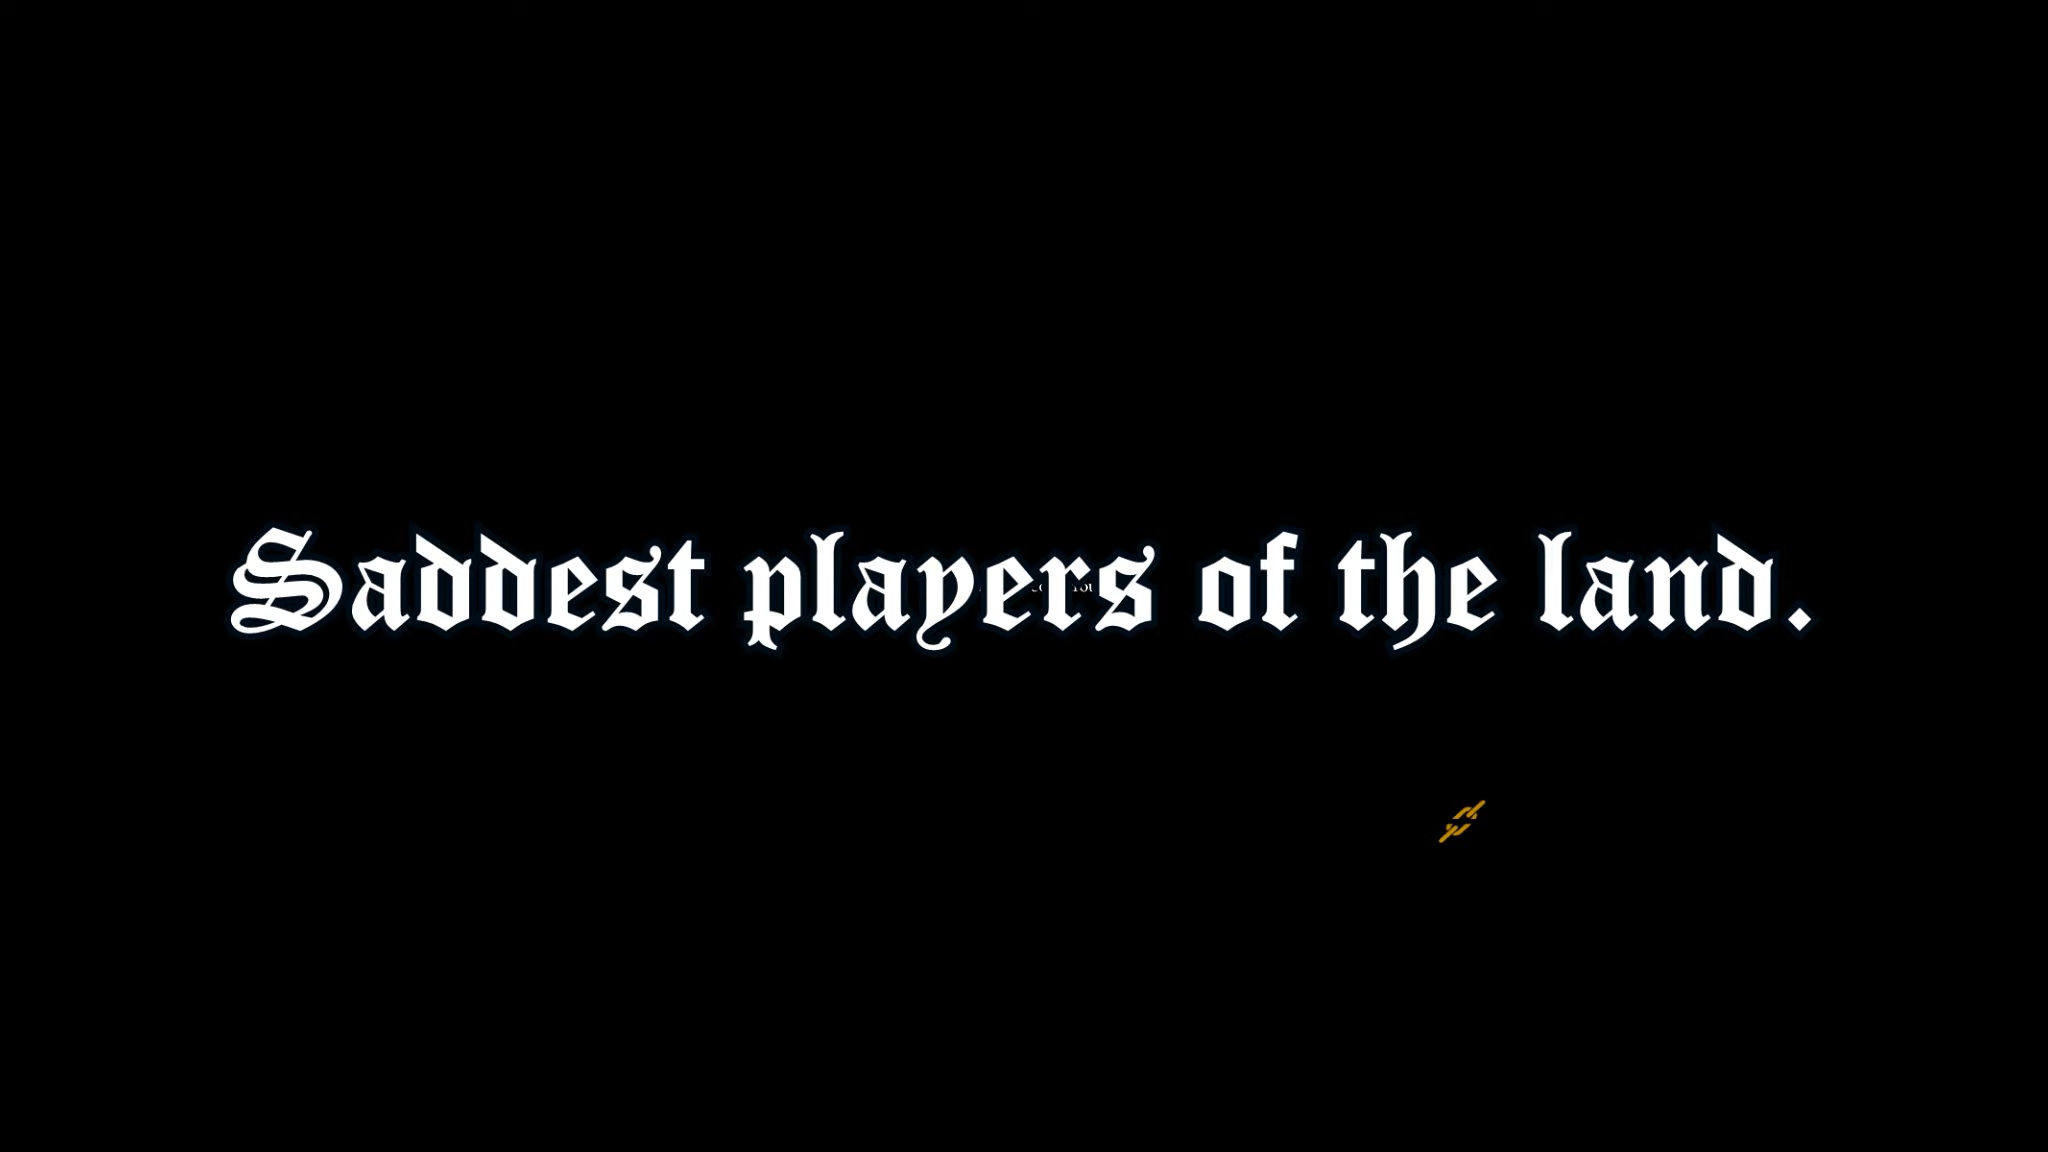 Saddest players of the land.